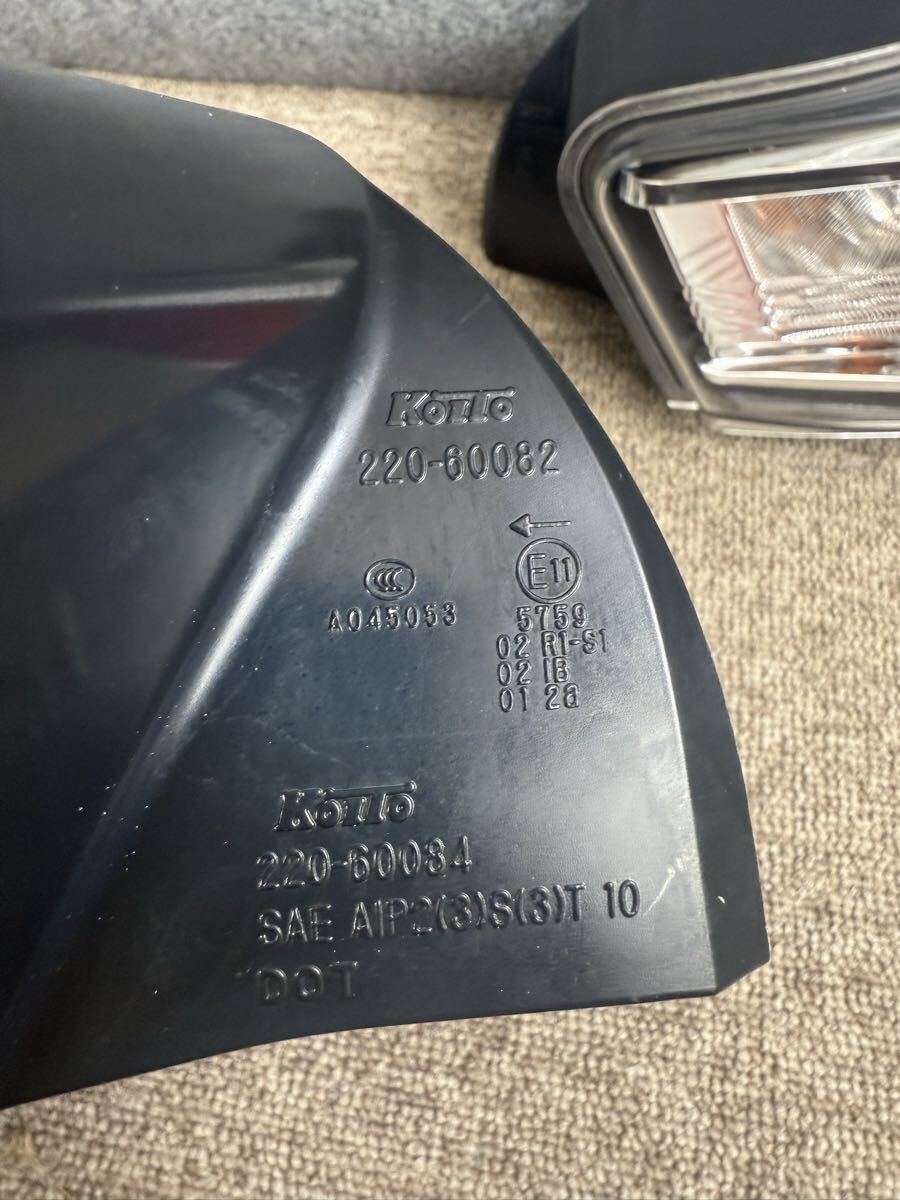 KOITO
220-60082
CCC
A045053
E11
5759
02 R1-S1
02 IB
01 2a
KOITO
220-60084
SAE AIP2(3)S(3)T 10
DOT